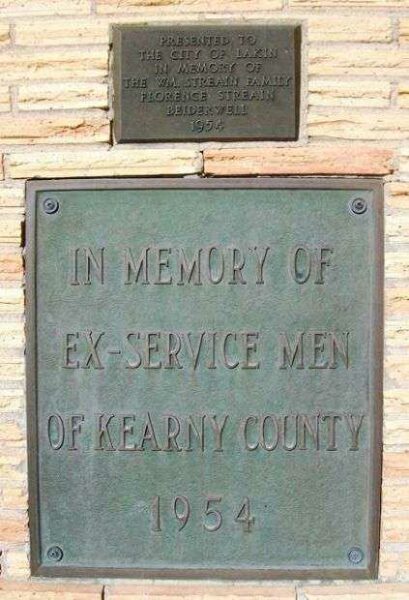 PRESENTED TO
THE CITY OF LAKIN
IN MEMORY OF
THE WM. STREAIN FAMILY
FLORENCE STREAIN
BEIDERWELL
1954
IN MEMORY OF
EX-SERVICE MEN
OF KEARNY COUNTY
1954